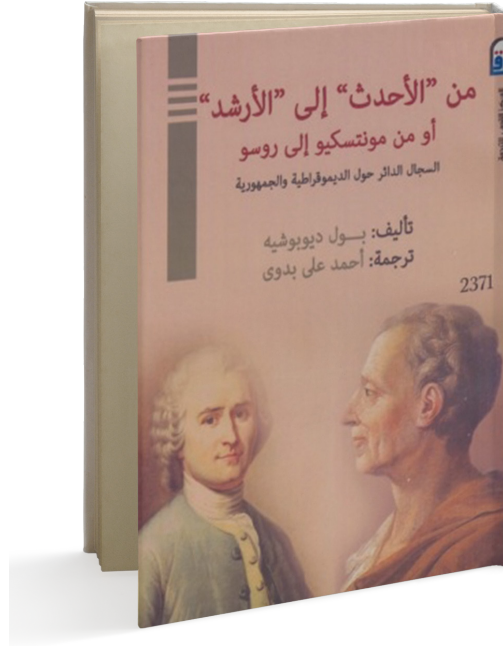 من "الأحدث" إلى "الأرشد"
أو من مونتسكيو إلى روسو
السجال الدائر حول الديموقراطية والجمهورية
تأليف: بــول ديوبوشيه
ترجمة: أحمد على بدوى
2371